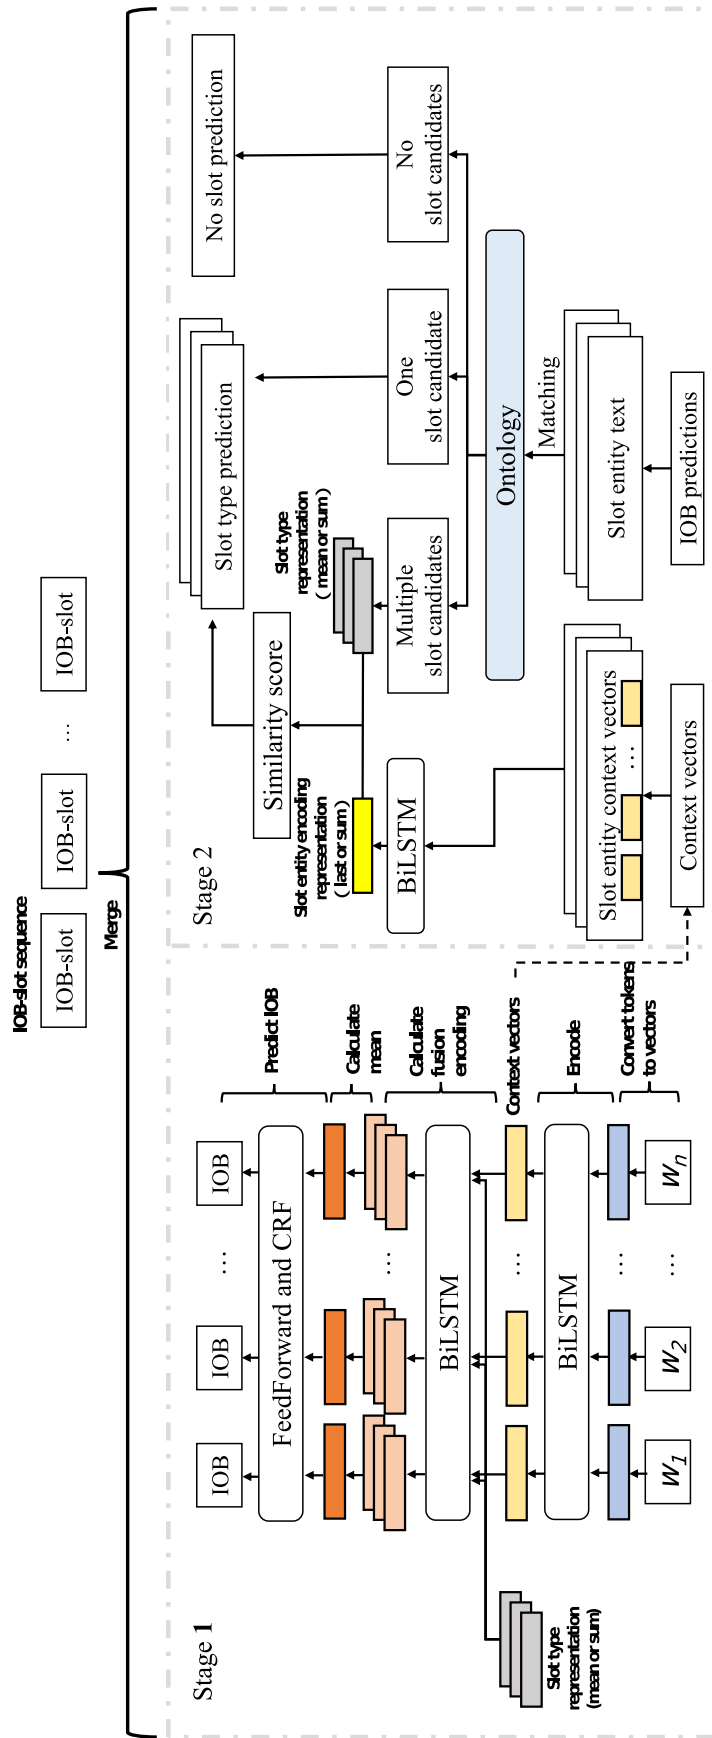 IOB-slot sequence
IOB-slot
IOB-slot
...
IOB-slot
Merge
Stage 1
IOB
IOB
...
IOB
Predict IOB
FeedForward and CRF
Calculate
mean
...
Calculate
fusion
encoding
BiLSTM
Slot type
representation
(mean or sum)
...
Context vectors
BiLSTM
Encode
...
Convert tokens
to vectors
w1
w2
...
wn
Stage 2
Slot type prediction
No slot prediction
Similarity score
Slot entity encoding
representation
( last or sum)
Slot type
representation
( mean or sum)
BiLSTM
Multiple
slot candidates
One
slot candidate
No
slot candidates
Ontology
Matching
Slot entity context vectors
...
Slot entity text
Context vectors
IOB predictions